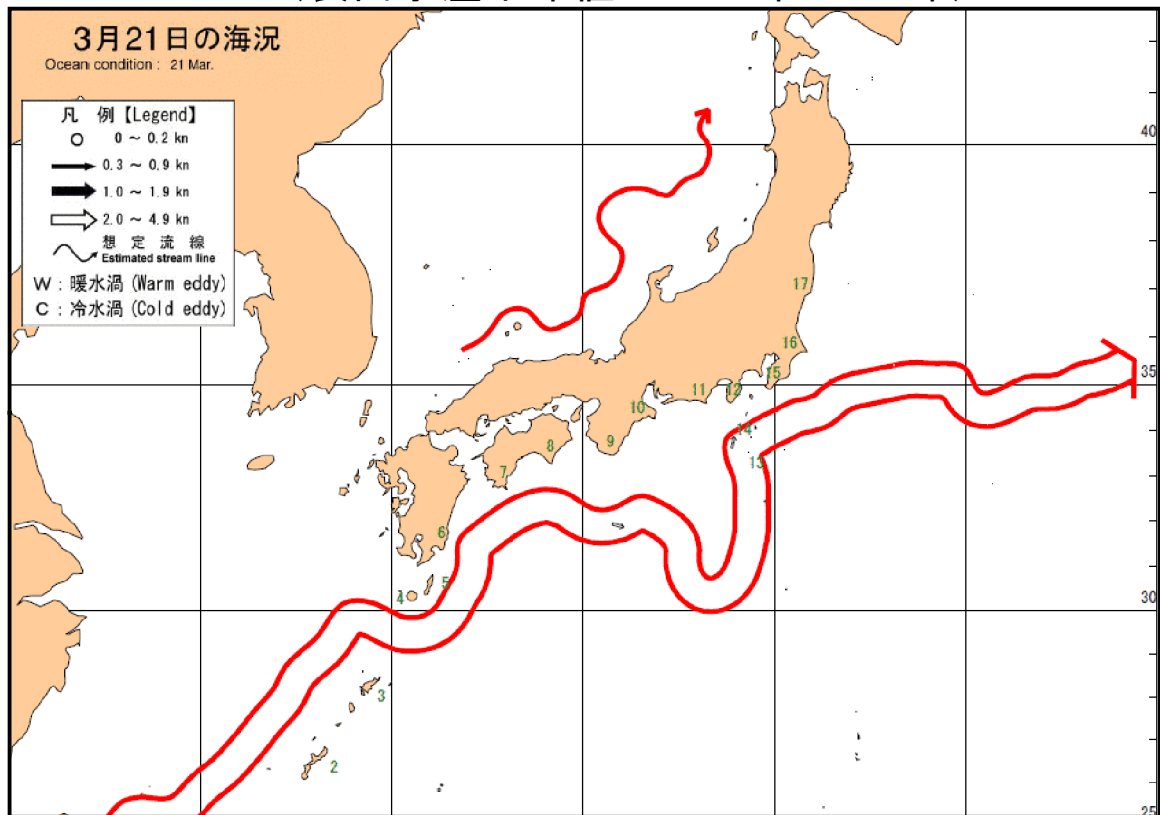 3月21日の海況
Ocean condition : 21 Mar.
凡 例【Legend】
0 ～ 0.2 kn
0.3 ～ 0.9 kn
1.0 ～ 1.9 kn
2.0 ～ 4.9 kn
想 定 流 線
Estimated stream line
W : 暖水渦 (Warm eddy)
C : 冷水渦 (Cold eddy)
40
17
16
35
15
12
11
10
14
9
8
13
7
6
5
4
30
3
2
25